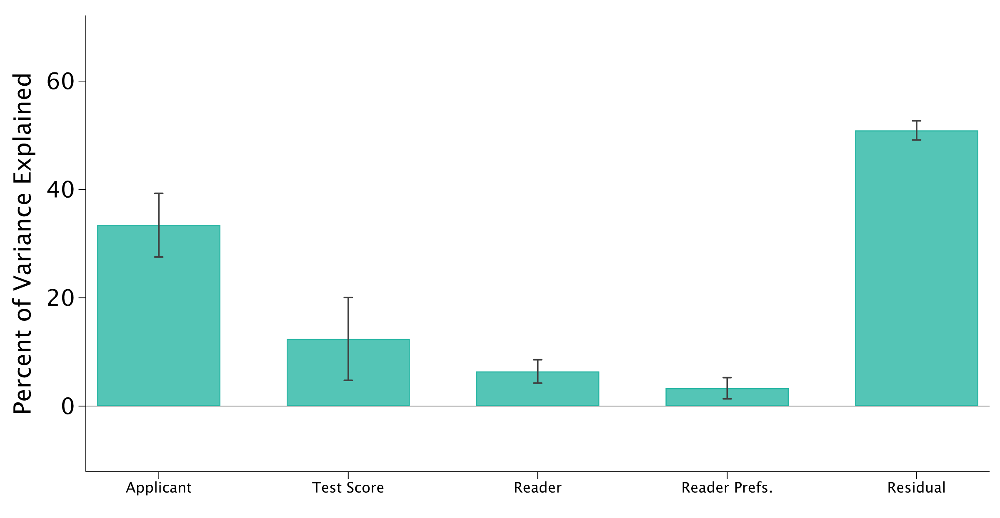 Percent of Variance Explained
60
40
20
0
Applicant
Test Score
Reader
Reader Prefs.
Residual